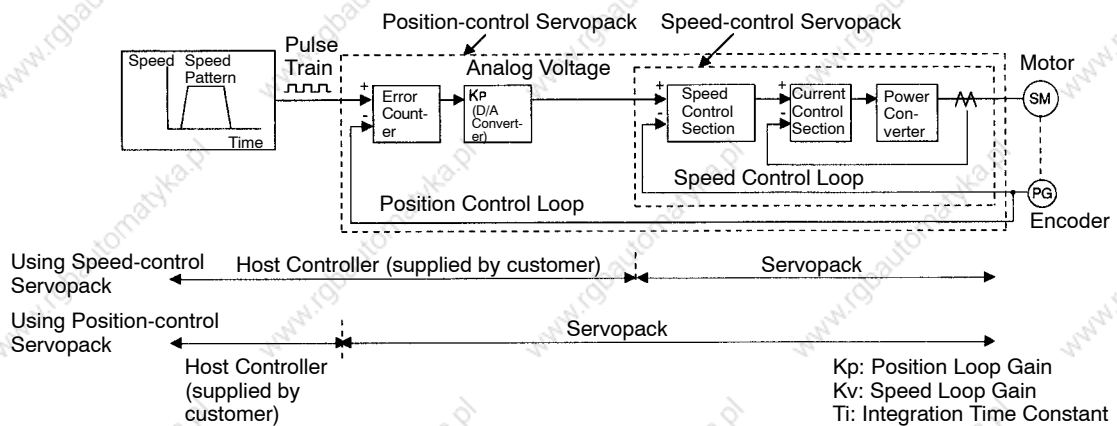 Position-control Servopack
Speed-control Servopack
Pulse
Train
Analog Voltage
Motor
Speed
Speed
Pattern
Time
+
-
Error
Count-
er
KP
(D/A
Convert-
er)
+
-
Speed
Control
Section
+
-
Current
Control
Section
Power
Con-
verter
SM
Speed Control Loop
Position Control Loop
PG
Encoder
Using Speed-control
Servopack
Host Controller (supplied by customer)
Servopack
Using Position-control
Servopack
Servopack
Host Controller
(supplied by
customer)
Kp: Position Loop Gain
Kv: Speed Loop Gain
Ti: Integration Time Constant
www.rgbautomatyka.pl